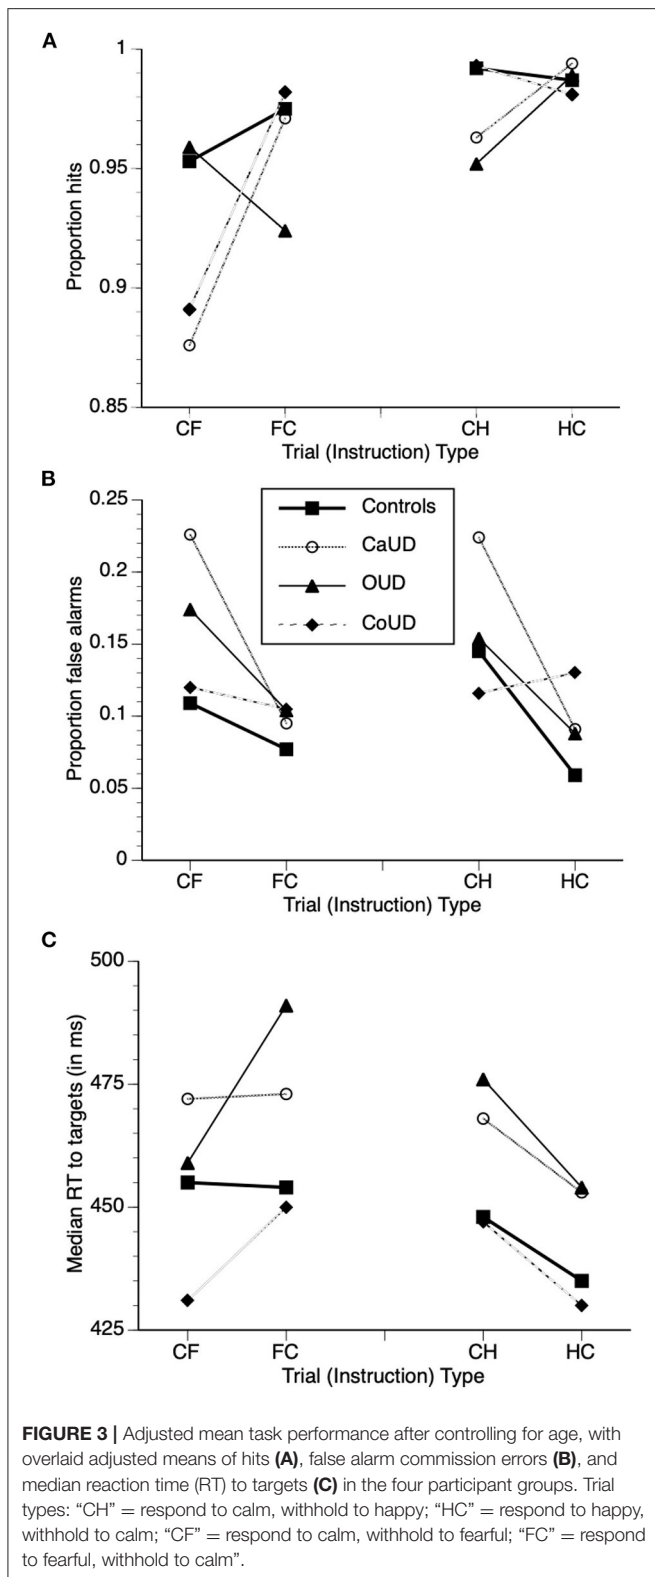 A
1
0.95
0.9
0.85
Proportion hits
CF FC CH HC
Trial (Instruction) Type
B
0.25
0.2
0.15
0.1
0.05
0
Proportion false alarms
Controls
CaUD
OUD
CoUD
CF FC CH HC
Trial (Instruction) Type
C
500
475
450
425
Median RT to targets (in ms)
CF FC CH HC
Trial (Instruction) Type
FIGURE 3 | Adjusted mean task performance after controlling for age, with
overlaid adjusted means of hits (A), false alarm commission errors (B), and
median reaction time (RT) to targets (C) in the four participant groups. Trial
types: “CH” = respond to calm, withhold to happy; “HC” = respond to happy,
withhold to calm; “CF” = respond to calm, withhold to fearful; “FC” = respond
to fearful, withhold to calm”.